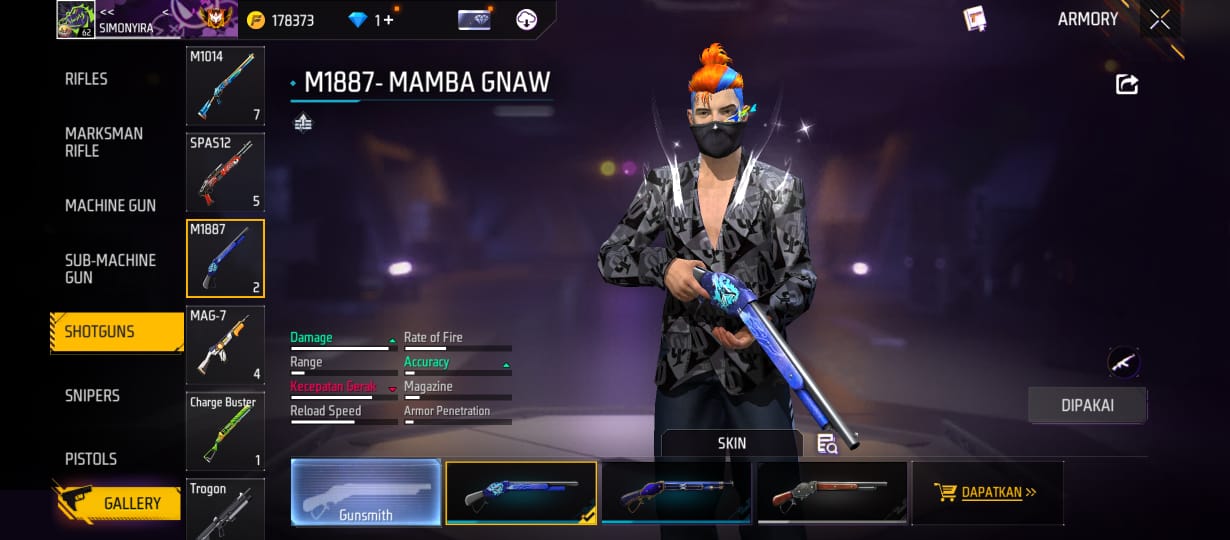 <<
<
SIMONYIRA
62
178373
1+
ARMORY
RIFLES
MARKSMAN
RIFLE
MACHINE GUN
SUB-MACHINE
GUN
SHOTGUNS
SNIPERS
PISTOLS
GALLERY
M1014
7
SPAS12
5
M1887
2
MAG-7
4
Charge Buster
1
Trogon
M1887- MAMBA GNAW
Damage
Rate of Fire
Range
Accuracy
Kecepatan Gerak
Magazine
Reload Speed
Armor Penetration
DIPAKAI
SKIN
Gunsmith
DAPATKAN >>